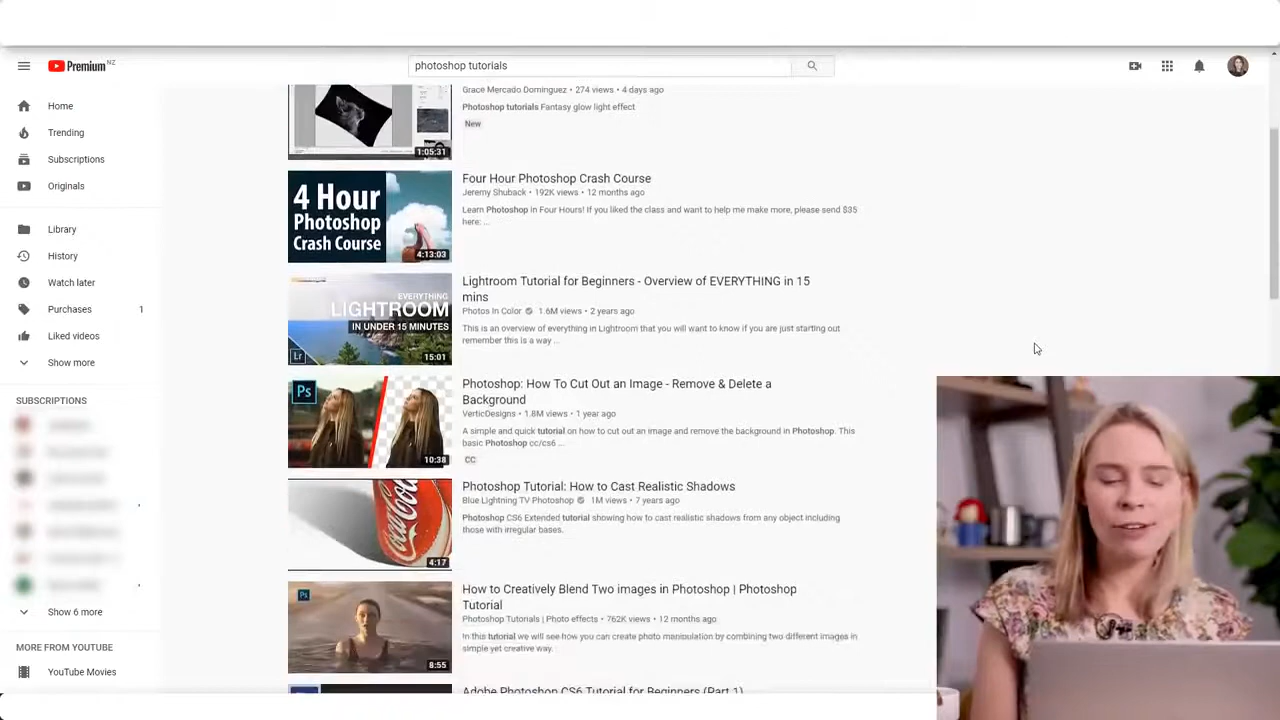 Premium NZ
photoshop tutorials
Home
Trending
Subscriptions
Originals
Library
History
Watch later
Purchases 1
Liked videos
Show more
SUBSCRIPTIONS
Show 6 more
MORE FROM YOUTUBE
YouTube Movies
1:05:31
Grace Mercado Dominguez • 274 views • 4 days ago
Photoshop tutorials Fantasy glow light effect
New
4 Hour
Photoshop
Crash Course
4:13:03
Four Hour Photoshop Crash Course
Jeremy Shuback • 192K views • 12 months ago
Learn Photoshop in Four Hours! If you liked the class and want to help me make more, please send $35
here: ...
EVERYTHING
LIGHTROOM
IN UNDER 15 MINUTES
Lr
15:01
Lightroom Tutorial for Beginners - Overview of EVERYTHING in 15
mins
Photos In Color 1.6M views • 2 years ago
This is an overview of everything in Lightroom that you will want to know if you are just starting out
remember this is a way ...
Ps
10:38
Photoshop: How To Cut Out an Image - Remove & Delete a
Background
VerticDesigns • 1.8M views • 1 year ago
A simple and quick tutorial on how to cut out an image and remove the background in Photoshop. This
basic Photoshop cc/cs6 ...
CC
Coca-Cola
4:17
Photoshop Tutorial: How to Cast Realistic Shadows
Blue Lightning TV Photoshop 1M views • 7 years ago
Photoshop CS6 Extended tutorial showing how to cast realistic shadows from any object including
those with irregular bases.
Ps
8:55
How to Creatively Blend Two images in Photoshop | Photoshop
Tutorial
Photoshop Tutorials | Photo effects • 762K views • 12 months ago
In this tutorial we will see how you can create photo manipulation by combining two different images in
simple yet creative way.
Adobe Photoshop CS6 Tutorial for Beginners (Part 1)